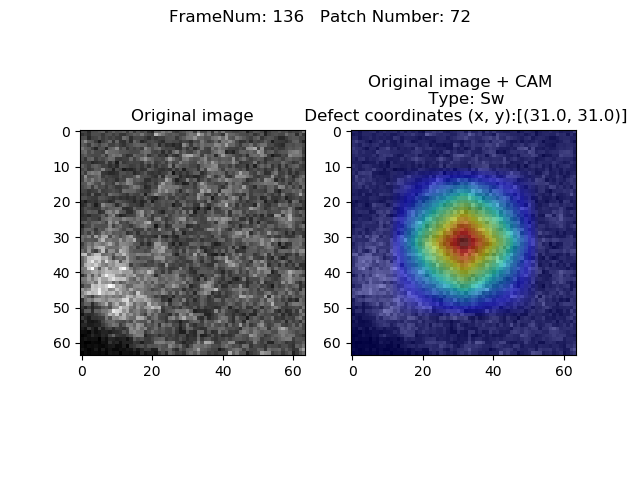 FrameNum: 136   Patch Number: 72
Original image
Original image + CAM
Type: Sw
Defect coordinates (x, y):[(31.0, 31.0)]
0
10
20
30
40
50
60
0 20 40 60
0
10
20
30
40
50
60
0 20 40 60